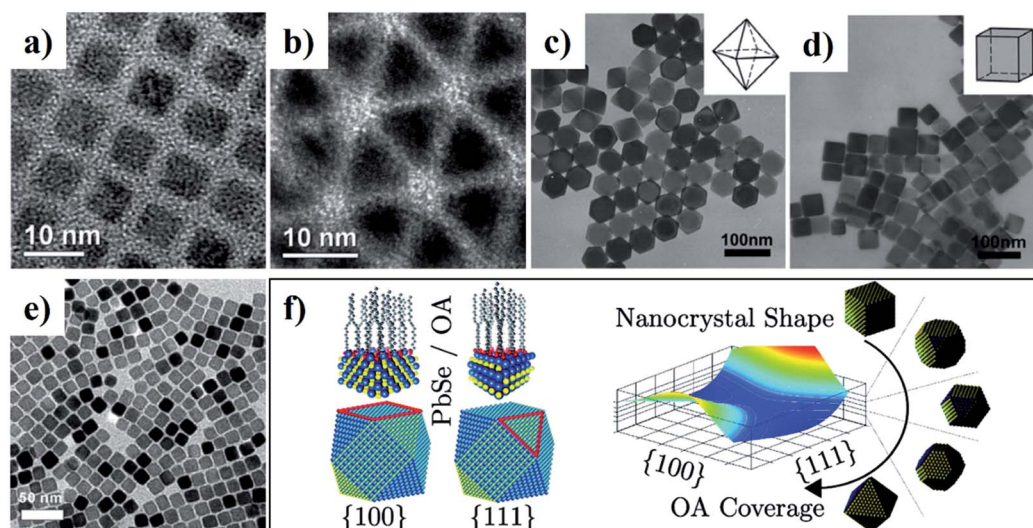 a)
10 nm
b)
10 nm
c)
100nm
d)
100nm
e)
50 nm
f)
PbSe / OA
{100}
{111}
Nanocrystal Shape
{100}
{111}
OA Coverage